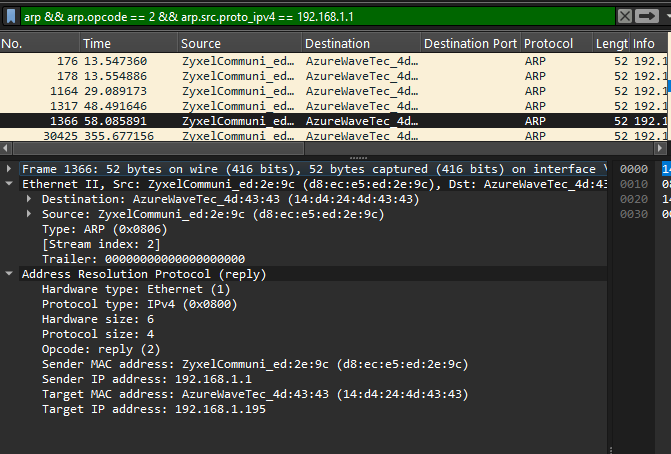 arp && arp.opcode == 2 && arp.src.proto_ipv4 == 192.168.1.1
No. Time Source Destination Destination Port Protocol Lengt Info
176 13.547360 ZyxelCommuni_ed… AzureWaveTec_4d… ARP 52 192.1
178 13.554886 ZyxelCommuni_ed… AzureWaveTec_4d… ARP 52 192.1
1164 29.089173 ZyxelCommuni_ed… AzureWaveTec_4d… ARP 52 192.1
1317 48.491646 ZyxelCommuni_ed… AzureWaveTec_4d… ARP 52 192.1
1366 58.085891 ZyxelCommuni_ed… AzureWaveTec_4d… ARP 52 192.1
30425 355.677156 ZyxelCommuni_ed… AzureWaveTec_4d… ARP 52 192.1
Frame 1366: 52 bytes on wire (416 bits), 52 bytes captured (416 bits) on interface
Ethernet II, Src: ZyxelCommuni_ed:2e:9c (d8:ec:e5:ed:2e:9c), Dst: AzureWaveTec_4d:43
Destination: AzureWaveTec_4d:43:43 (14:d4:24:4d:43:43)
Source: ZyxelCommuni_ed:2e:9c (d8:ec:e5:ed:2e:9c)
Type: ARP (0x0806)
[Stream index: 2]
Trailer: 00000000000000000000
Address Resolution Protocol (reply)
Hardware type: Ethernet (1)
Protocol type: IPv4 (0x0800)
Hardware size: 6
Protocol size: 4
Opcode: reply (2)
Sender MAC address: ZyxelCommuni_ed:2e:9c (d8:ec:e5:ed:2e:9c)
Sender IP address: 192.168.1.1
Target MAC address: AzureWaveTec_4d:43:43 (14:d4:24:4d:43:43)
Target IP address: 192.168.1.195
0000 14
0010 08
0020 14
0030 00